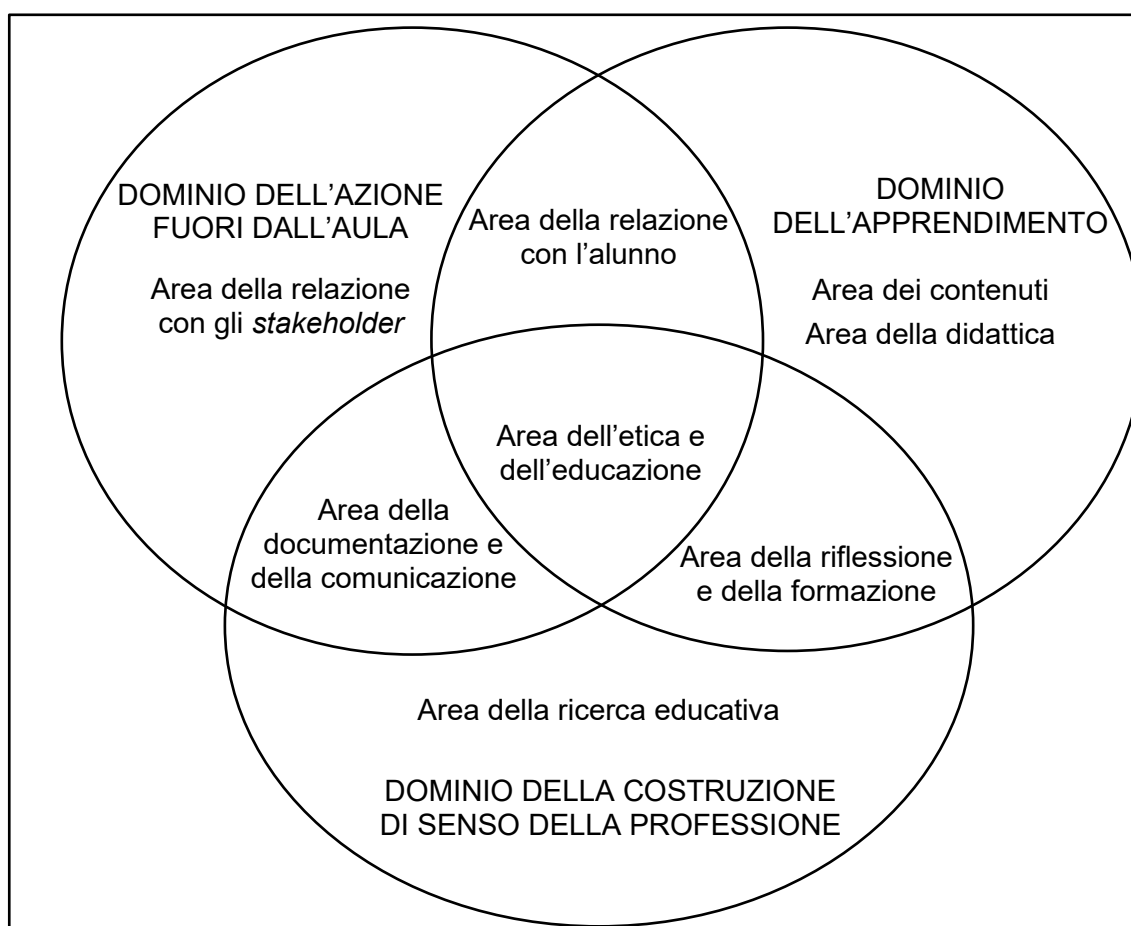 DOMINIO DELL’AZIONE
FUORI DALL’AULA
Area della relazione
con gli stakeholder
Area della relazione
con l’alunno
DOMINIO
DELL’APPRENDIMENTO
Area dei contenuti
Area della didattica
Area dell’etica e
dell’educazione
Area della
documentazione e
della comunicazione
Area della riflessione
e della formazione
Area della ricerca educativa
DOMINIO DELLA COSTRUZIONE
DI SENSO DELLA PROFESSIONE